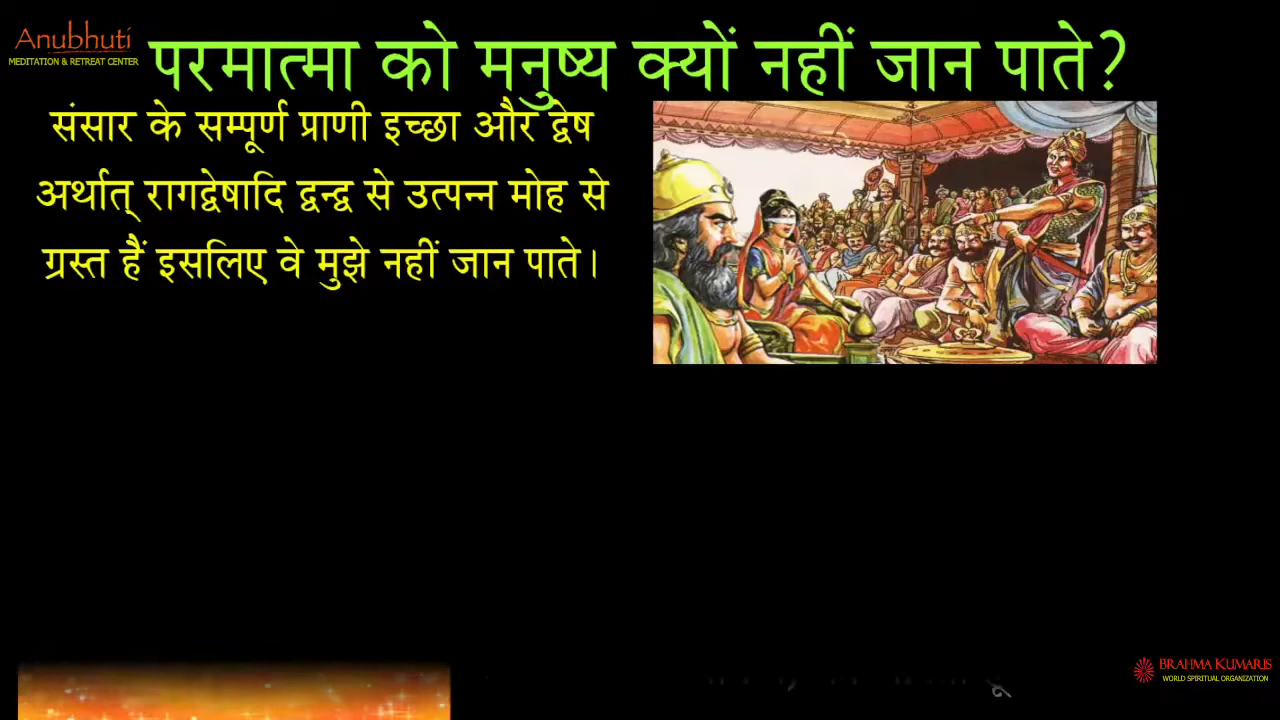 Anubhuti
MEDITATION & RETREAT CENTER
परमात्मा को मनुष्य क्यों नहीं जान पाते?
संसार के सम्पूर्ण प्राणी इच्छा और द्वेष
अर्थात् रागद्वेषादि द्वन्द्व से उत्पन्न मोह से
ग्रस्त हैं इसलिए वे मुझे नहीं जान पाते।
BRAHMA KUMARIS
WORLD SPIRITUAL ORGANIZATION